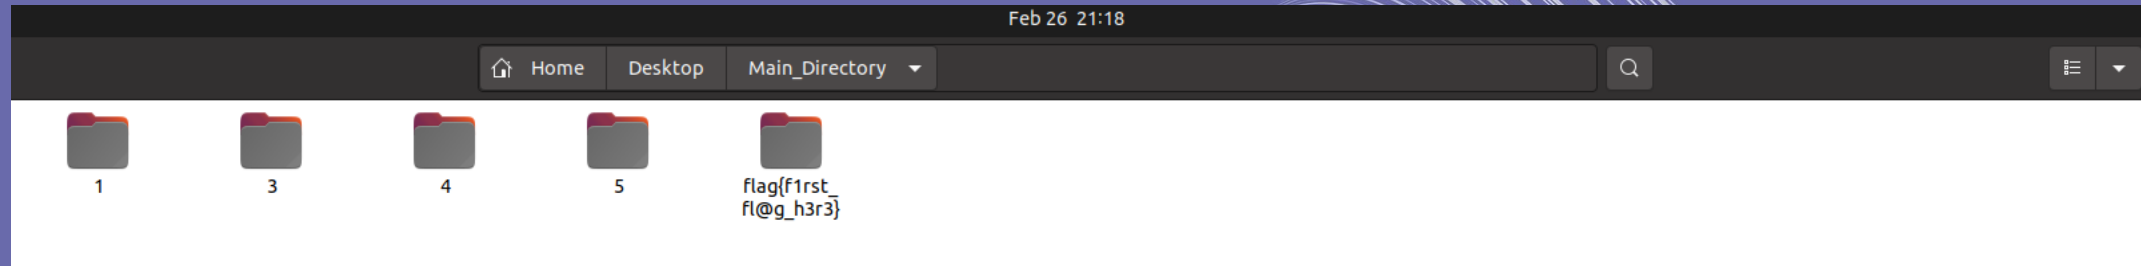 Feb 26 21:18
Home Desktop Main_Directory
1 3 4 5 flag{f1rst_
fl@g_h3r3}